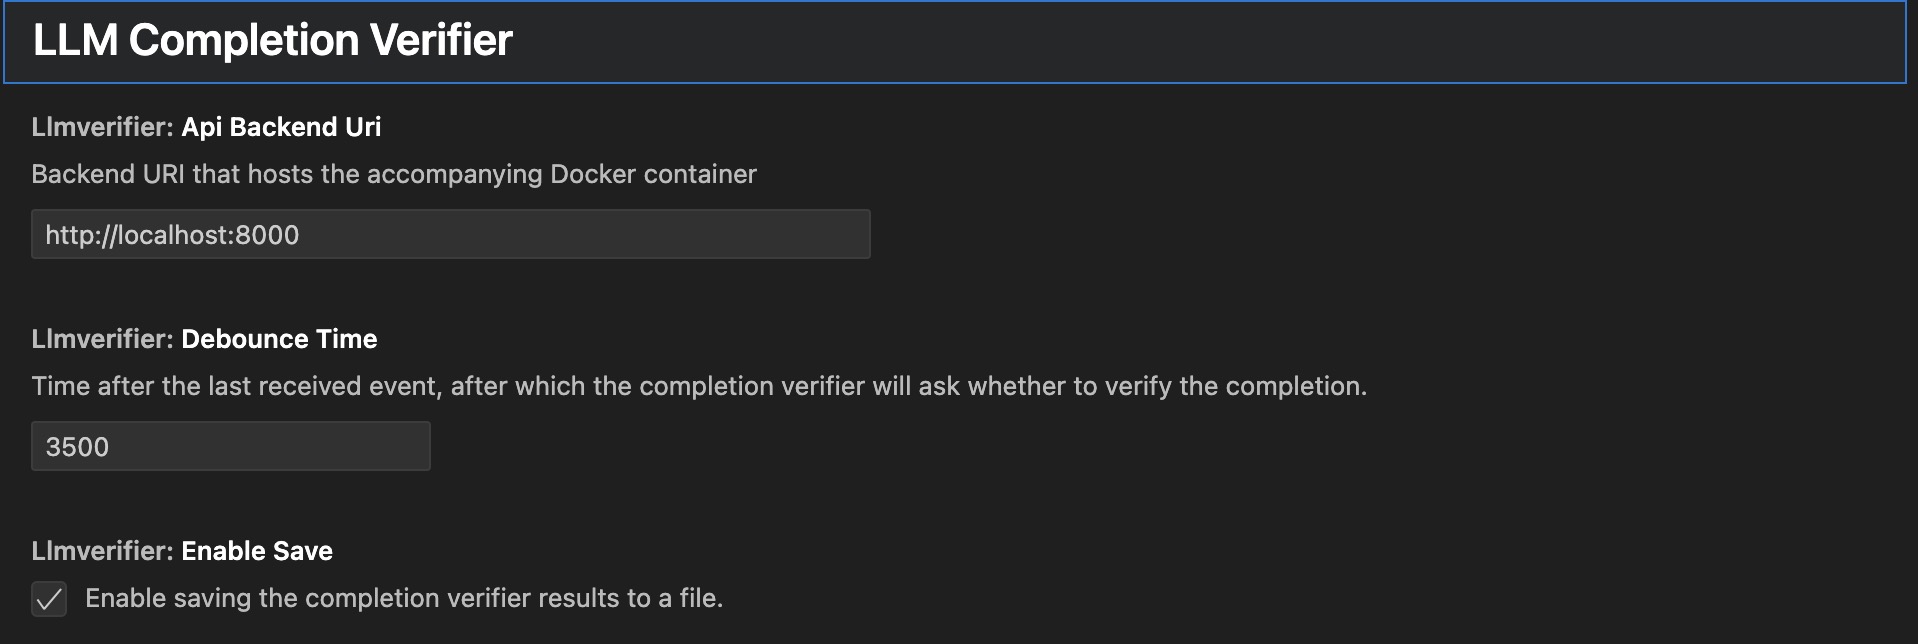 LLM Completion Verifier
Llmverifier: Api Backend Uri
Backend URI that hosts the accompanying Docker container
http://localhost:8000
Llmverifier: Debounce Time
Time after the last received event, after which the completion verifier will ask whether to verify the completion.
3500
Llmverifier: Enable Save
Enable saving the completion verifier results to a file.